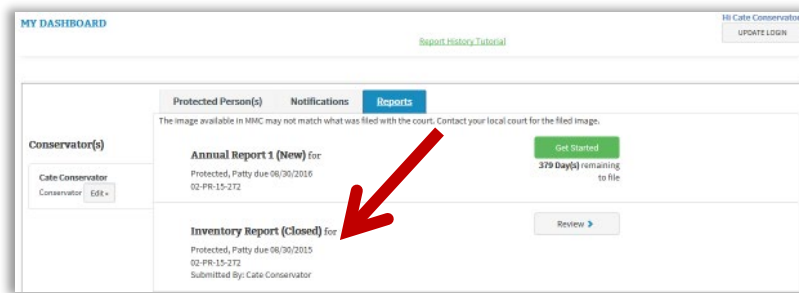 MY DASHBOARD
Hi Cate Conservator
UPDATE LOGIN
Report History Tutorial
Protected Person(s) Notifications Reports
The image available in MMC may not match what was filed with the court. Contact your local court for the filed image.
Conservator(s)
Cate Conservator
Conservator Edit
Annual Report 1 (New) for
Protected, Patty due 08/30/2016
02-PR-15-272
Get Started
379 Day(s) remaining
to file
Inventory Report (Closed) for
Protected, Patty due 08/30/2015
02-PR-15-272
Submitted By: Cate Conservator
Review